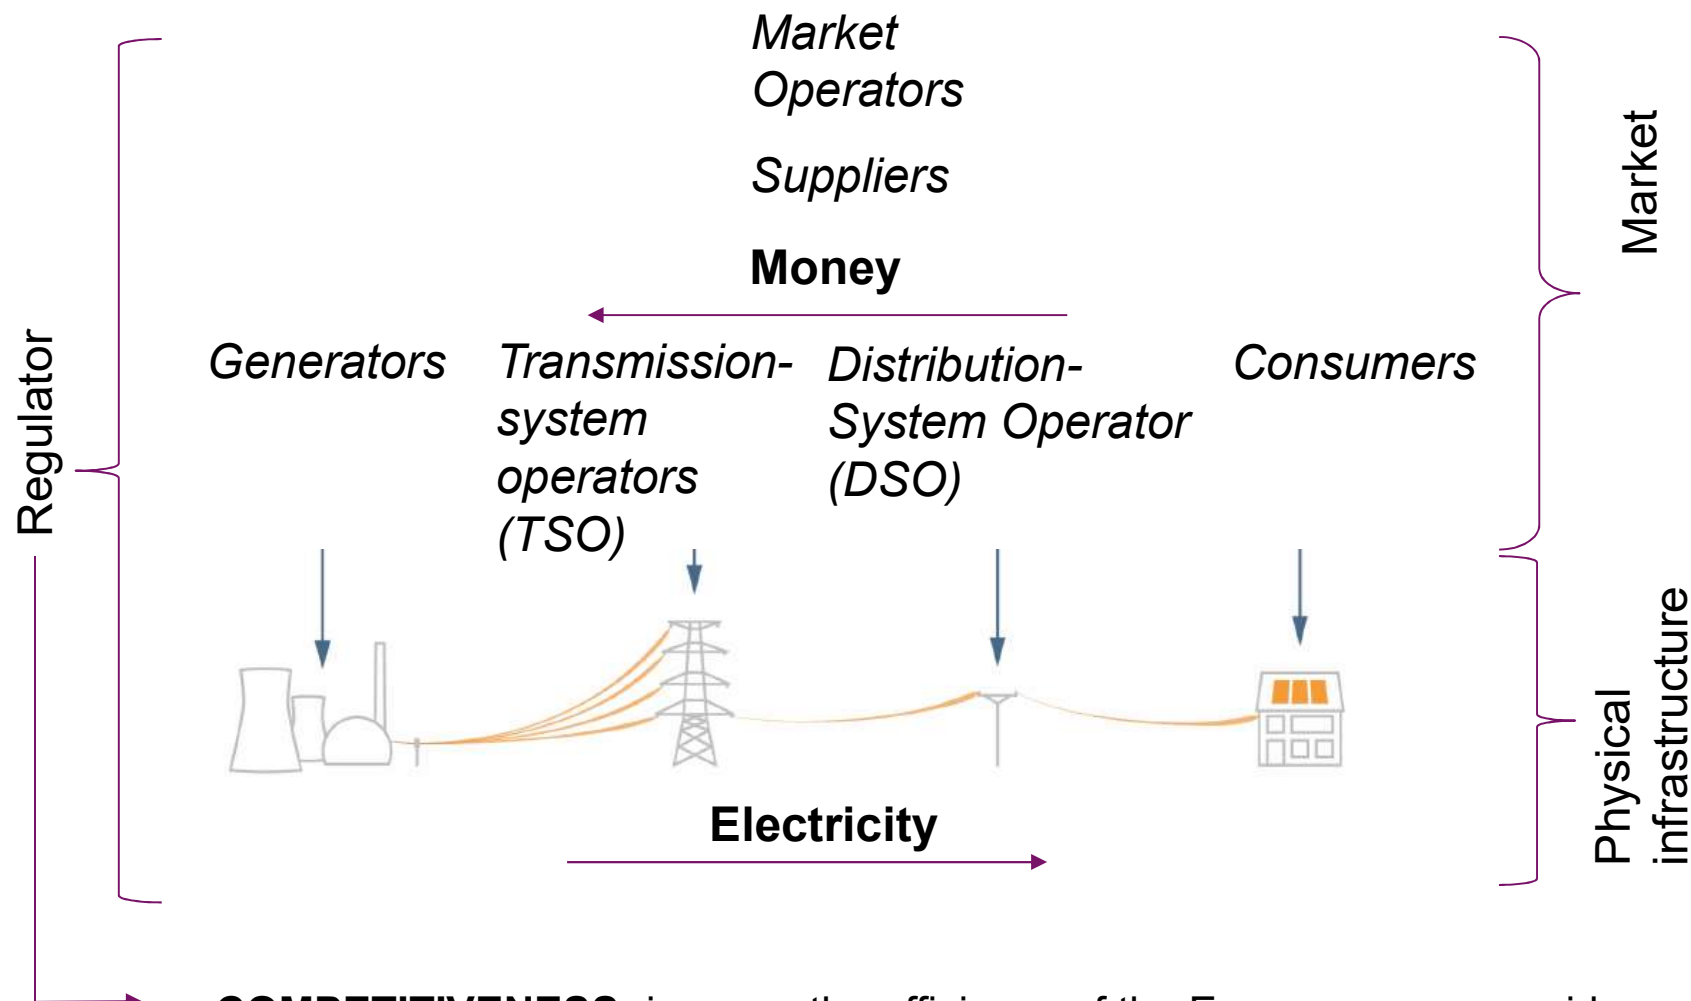 Market
Operators
Suppliers
Market
Money
Regulator
Generators
Transmission-
system
operators
(TSO)
Distribution-
System Operator
(DSO)
Consumers
Physical
infrastructure
Electricity
COMPETITIVENESS